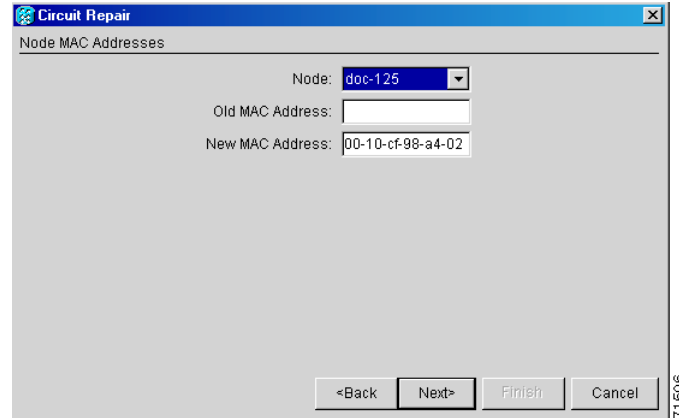 Circuit Repair
Node MAC Addresses
Node: doc-125
Old MAC Address:
New MAC Address: 00-10-cf-98-a4-02
<Back Next> Finish Cancel